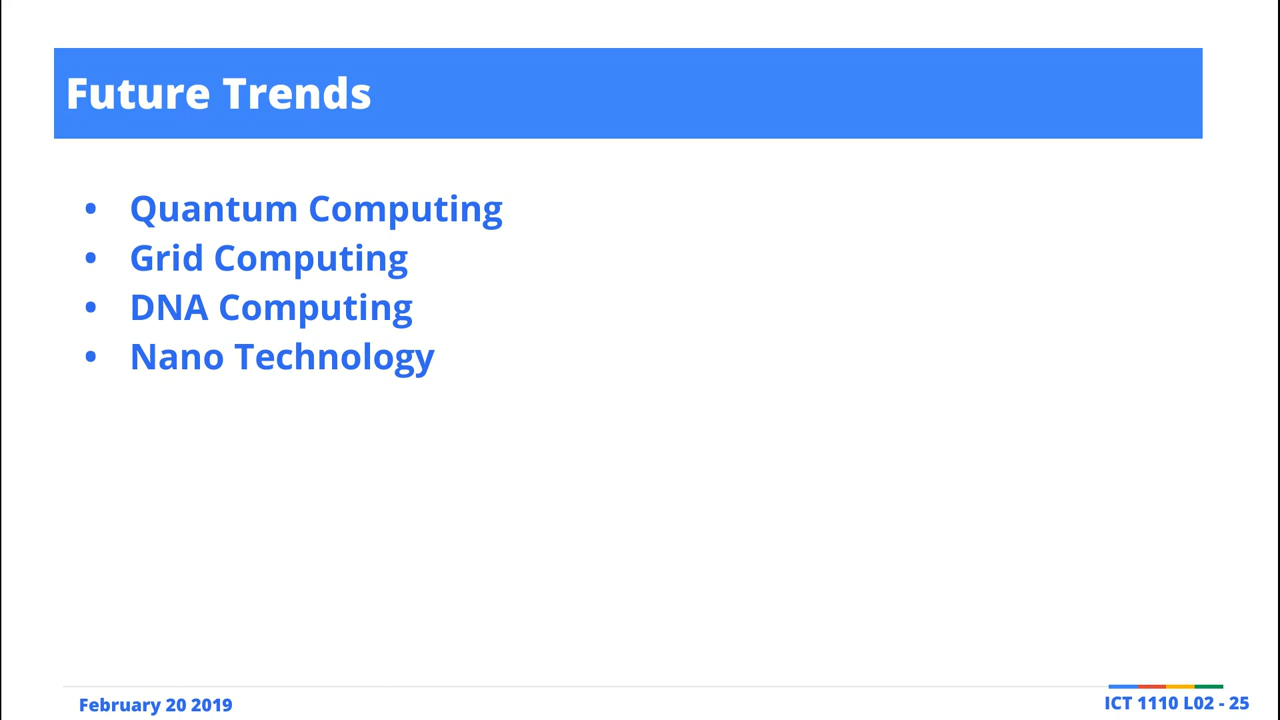 Future Trends
• Quantum Computing
• Grid Computing
• DNA Computing
• Nano Technology
February 20 2019
ICT 1110 L02 - 25